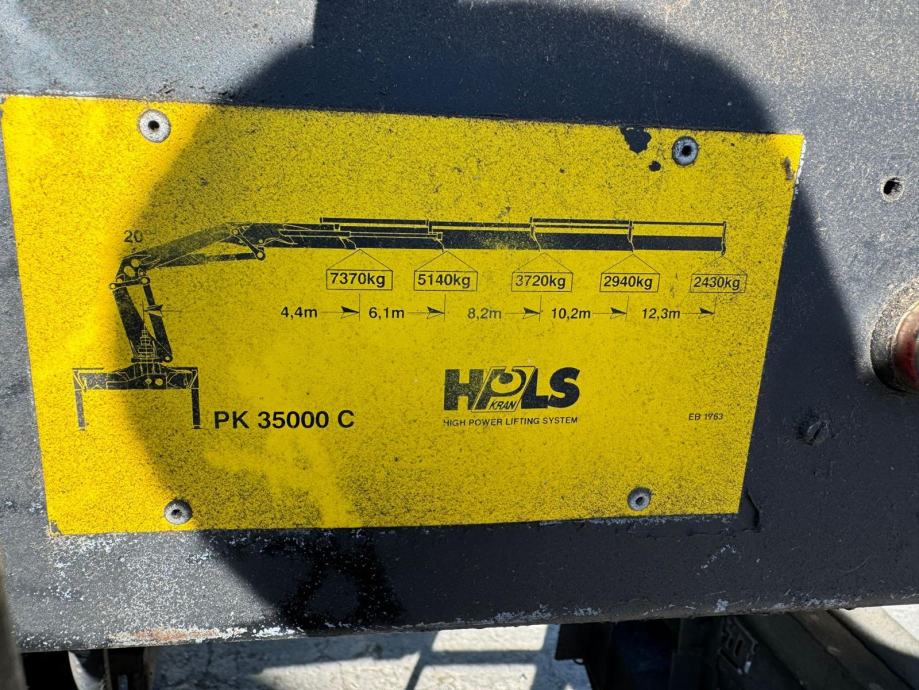 20
7370kg 5140kg 3720kg 2940kg 2430kg
4,4m 6,1m 8,2m 10,2m 12,3m
HPLS
KRAN
PK 35000 C
HIGH POWER LIFTING SYSTEM
EB 1763